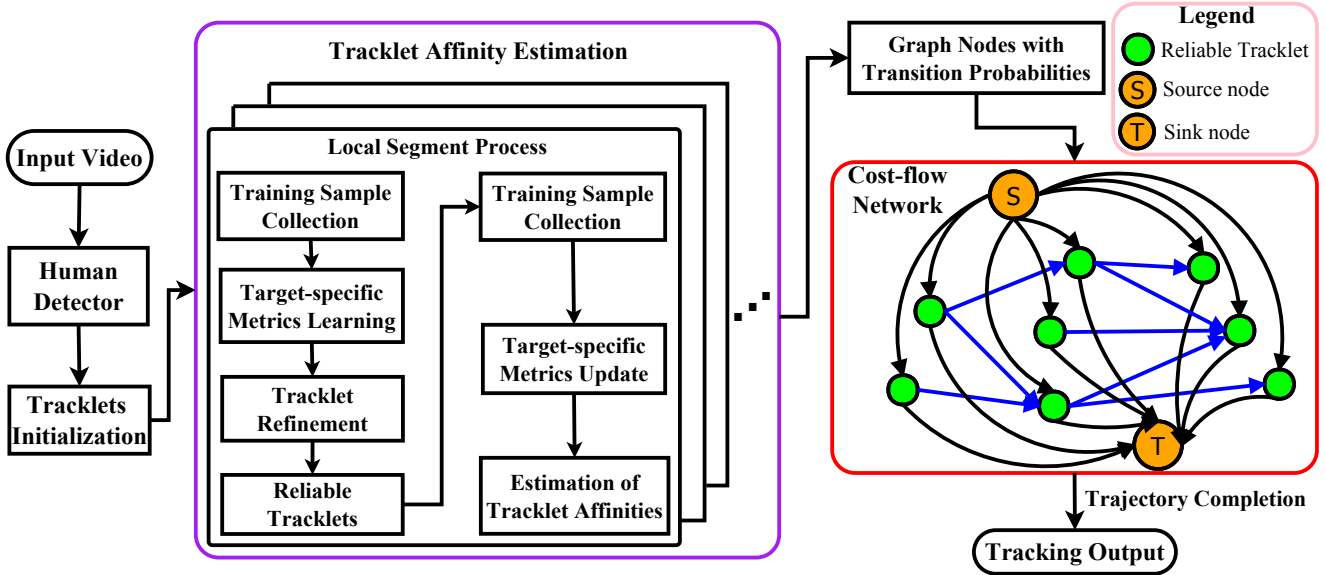 Input Video
Human
Detector
Tracklets
Initialization
Tracklet Affinity Estimation
Local Segment Process
Training Sample
Collection
Target-specific
Metrics Learning
Tracklet
Refinement
Reliable
Tracklets
Training Sample
Collection
Target-specific
Metrics Update
Estimation of
Tracklet Affinities
Graph Nodes with
Transition Probabilities
Legend
Reliable Tracklet
S Source node
T Sink node
Cost-flow
Network
S
T
Trajectory Completion
Tracking Output